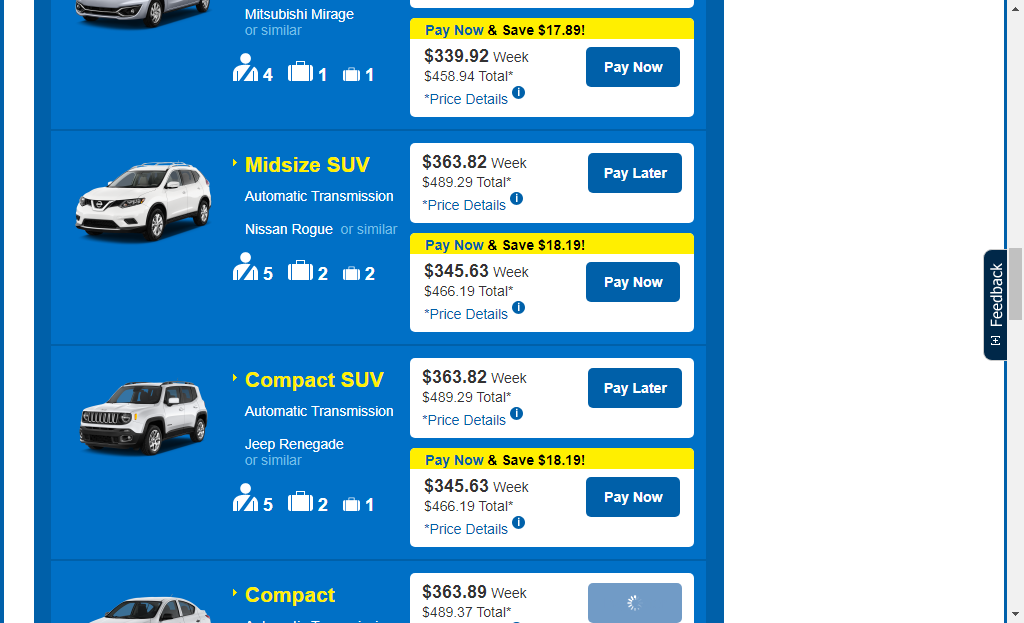 Mitsubishi Mirage
or similar
4 1 1
Pay Now & Save $17.89!
$339.92 Week
$458.94 Total*
*Price Details i
Pay Now
Midsize SUV
Automatic Transmission
Nissan Rogue or similar
5 2 2
$363.82 Week
$489.29 Total*
*Price Details i
Pay Later
Pay Now & Save $18.19!
$345.63 Week
$466.19 Total*
*Price Details i
Pay Now
Compact SUV
Automatic Transmission
Jeep Renegade
or similar
5 2 1
$363.82 Week
$489.29 Total*
*Price Details i
Pay Later
Pay Now & Save $18.19!
$345.63 Week
$466.19 Total*
*Price Details i
Pay Now
Compact
Automatic Transmission
$363.89 Week
$489.37 Total*
[+] Feedback